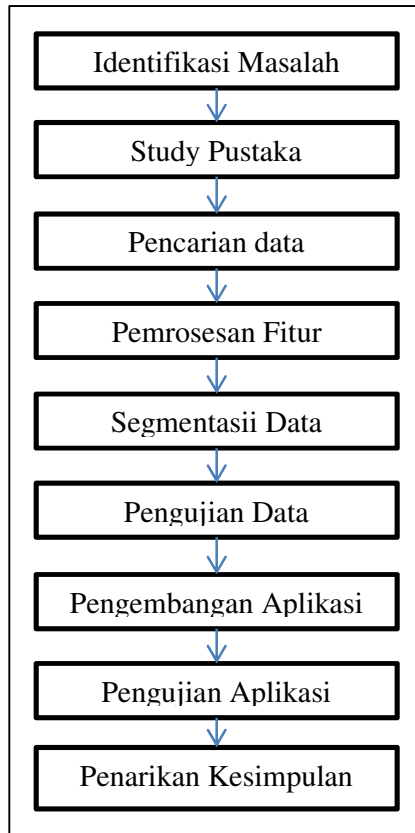 Identifikasi Masalah
Study Pustaka
Pencarian data
Pemrosesan Fitur
Segmentasii Data
Pengujian Data
Pengembangan Aplikasi
Pengujian Aplikasi
Penarikan Kesimpulan